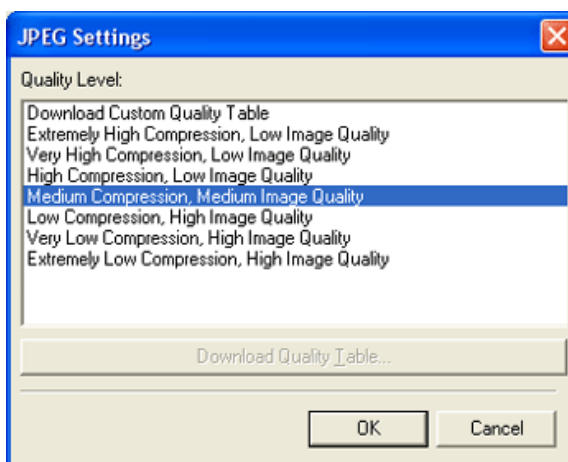 JPEG Settings
Quality Level:
Download Custom Quality Table
Extremely High Compression, Low Image Quality
Very High Compression, Low Image Quality
High Compression, Low Image Quality
Medium Compression, Medium Image Quality
Low Compression, High Image Quality
Very Low Compression, High Image Quality
Extremely Low Compression, High Image Quality
Download Quality Table...
OK Cancel